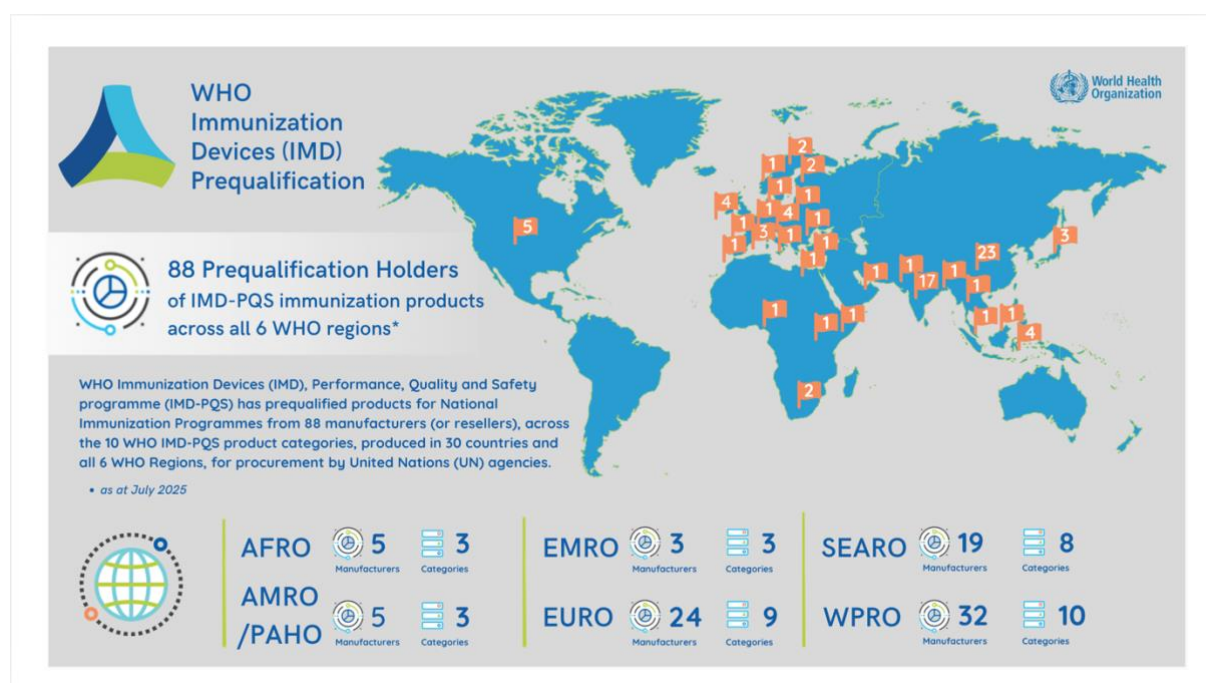 WHO
Immunization
Devices (IMD)
Prequalification
World Health
Organization
88 Prequalification Holders
of IMD-PQS immunization products
across all 6 WHO regions*
WHO Immunization Devices (IMD), Performance, Quality and Safety
programme (IMD-PQS) has prequalified products for National
Immunization Programmes from 88 manufacturers (or resellers), across
the 10 WHO IMD-PQS product categories, produced in 30 countries and
all 6 WHO Regions, for procurement by United Nations (UN) agencies.
• as at July 2025
2
1
2
1
1
4
1
4
1
1
3
1
1
1
1
5
3
23
1
1
17
1
1
1
1
1
1
1
4
2
AFRO 5 3
Manufacturers Categories
AMRO
/PAHO 5 3
Manufacturers Categories
EMRO 3 3
Manufacturers Categories
EURO 24 9
Manufacturers Categories
SEARO 19 8
Manufacturers Categories
WPRO 32 10
Manufacturers Categories